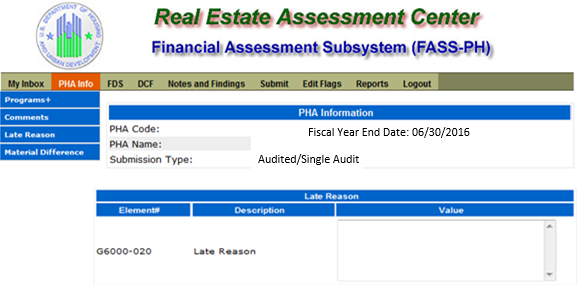 U.S. DEPARTMENT OF HOUSING
AND URBAN DEVELOPMENT
Real Estate Assessment Center
Financial Assessment Subsystem (FASS-PH)
My Inbox PHA Info FDS DCF Notes and Findings Submit Edit Flags Reports Logout
Programs+
Comments
Late Reason
Material Difference
PHA Information
PHA Code: Fiscal Year End Date: 06/30/2016
PHA Name:
Submission Type: Audited/Single Audit
Late Reason
Element# Description Value
G6000-020 Late Reason